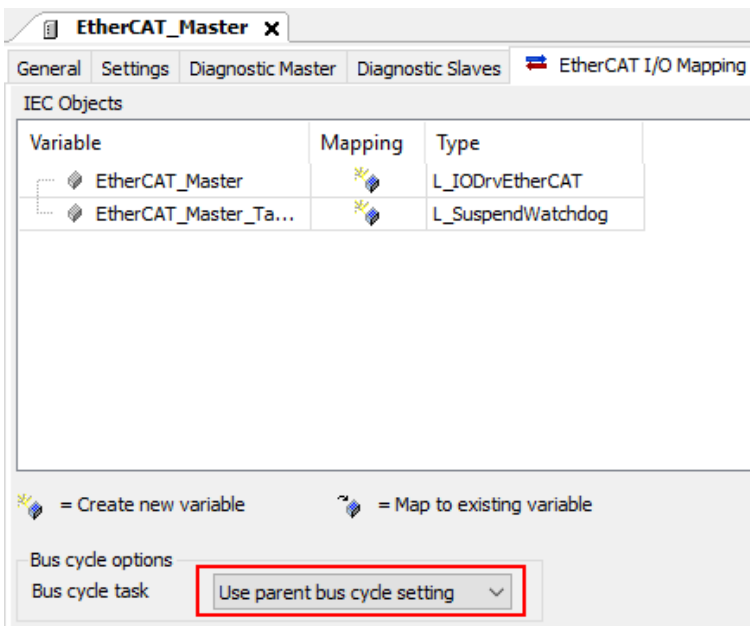 EtherCAT_Master x
General Settings Diagnostic Master Diagnostic Slaves EtherCAT I/O Mapping
IEC Objects
Variable Mapping Type
EtherCAT_Master L_IODrvEtherCAT
EtherCAT_Master_Ta... L_SuspendWatchdog
= Create new variable = Map to existing variable
Bus cycle options
Bus cycle task Use parent bus cycle setting